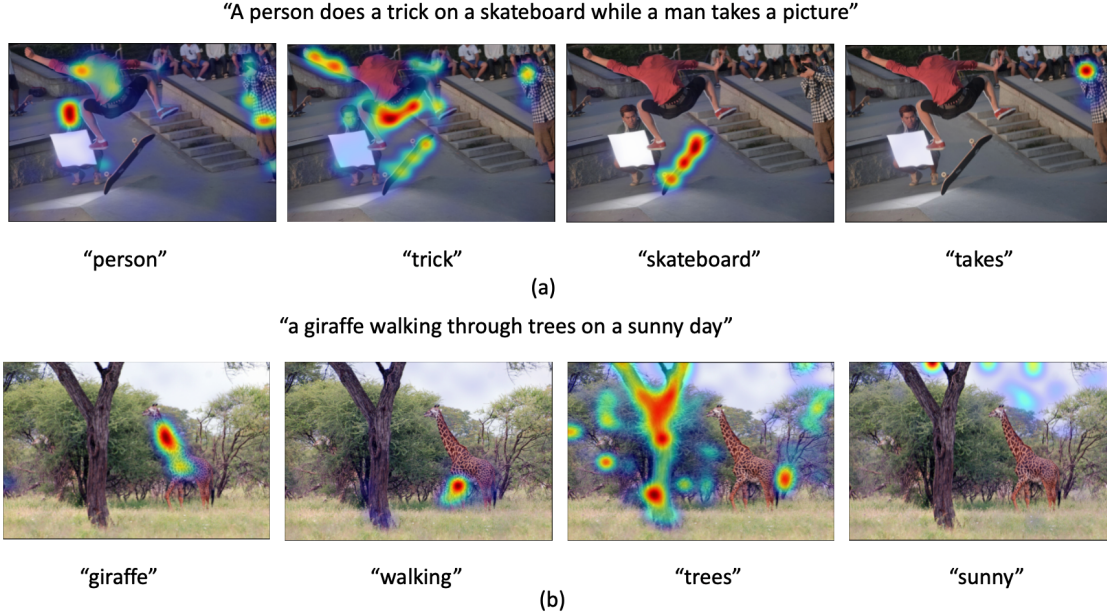 “A person does a trick on a skateboard while a man takes a picture”
“person” “trick” “skateboard” “takes”
(a)
“a giraffe walking through trees on a sunny day”
“giraffe” “walking” “trees” “sunny”
(b)